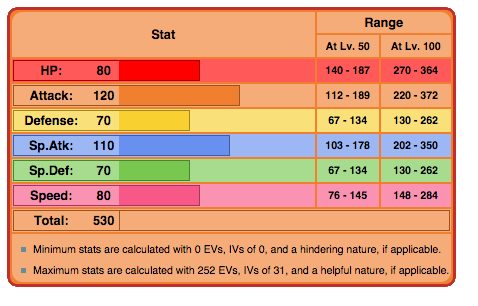 Stat Range
At Lv. 50 At Lv. 100
HP: 80 140 - 187 270 - 364
Attack: 120 112 - 189 220 - 372
Defense: 70 67 - 134 130 - 262
Sp.Atk: 110 103 - 178 202 - 350
Sp.Def: 70 67 - 134 130 - 262
Speed: 80 76 - 145 148 - 284
Total: 530
Minimum stats are calculated with 0 EVs, IVs of 0, and a hindering nature, if applicable.
Maximum stats are calculated with 252 EVs, IVs of 31, and a helpful nature, if applicable.